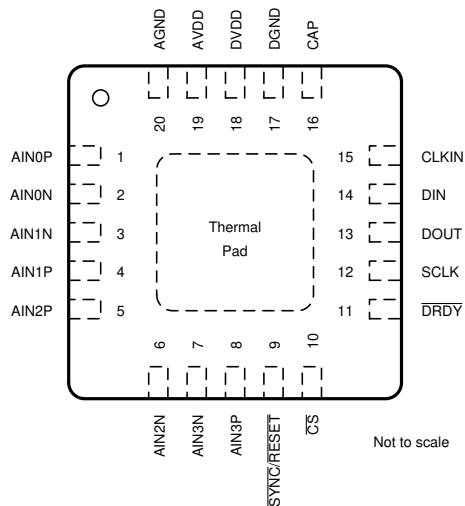 AGND
AVDD
DVDD
DGND
CAP
20
19
18
17
16
AIN0P 1
AIN0N 2
AIN1N 3
AIN1P 4
AIN2P 5
Thermal
Pad
15 CLKIN
14 DIN
13 DOUT
12 SCLK
11 DRDY
6
7
8
9
10
AIN2N
AIN3N
AIN3P
SYNC/RESET
CS
Not to scale